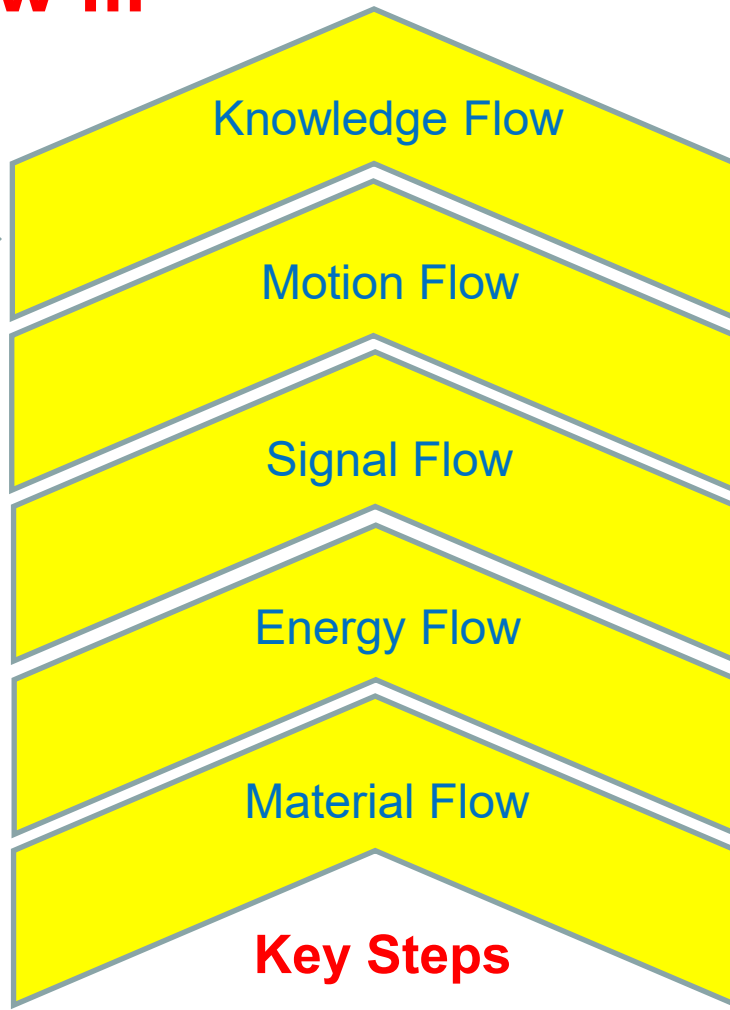 Knowledge Flow
Motion Flow
Signal Flow
Energy Flow
Material Flow
Key Steps